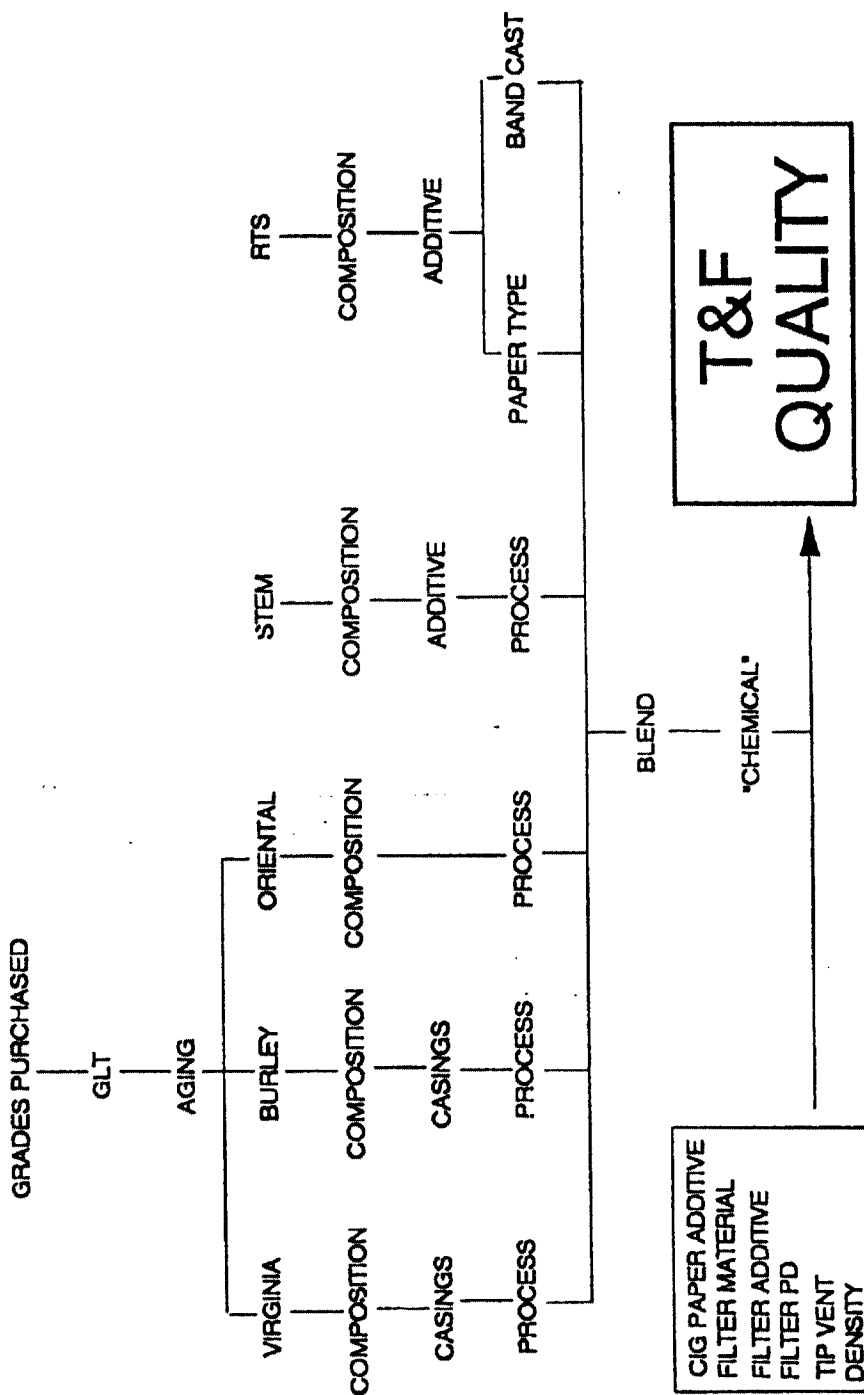 GRADES PURCHASED
GLT
AGING
VIRGINIA
BURLEY
ORIENTAL
STEM
RTS
COMPOSITION
COMPOSITION
COMPOSITION
COMPOSITION
COMPOSITION
CASINGS
CASINGS
ADDITIVE
ADDITIVE
PROCESS
PROCESS
PROCESS
PROCESS
PAPER TYPE
BAND CAST
BLEND
"CHEMICAL"
CIG PAPER ADDITIVE
FILTER MATERIAL
FILTER ADDITIVE
FILTER PD
TIP VENT
DENSITY
T&F
QUALITY